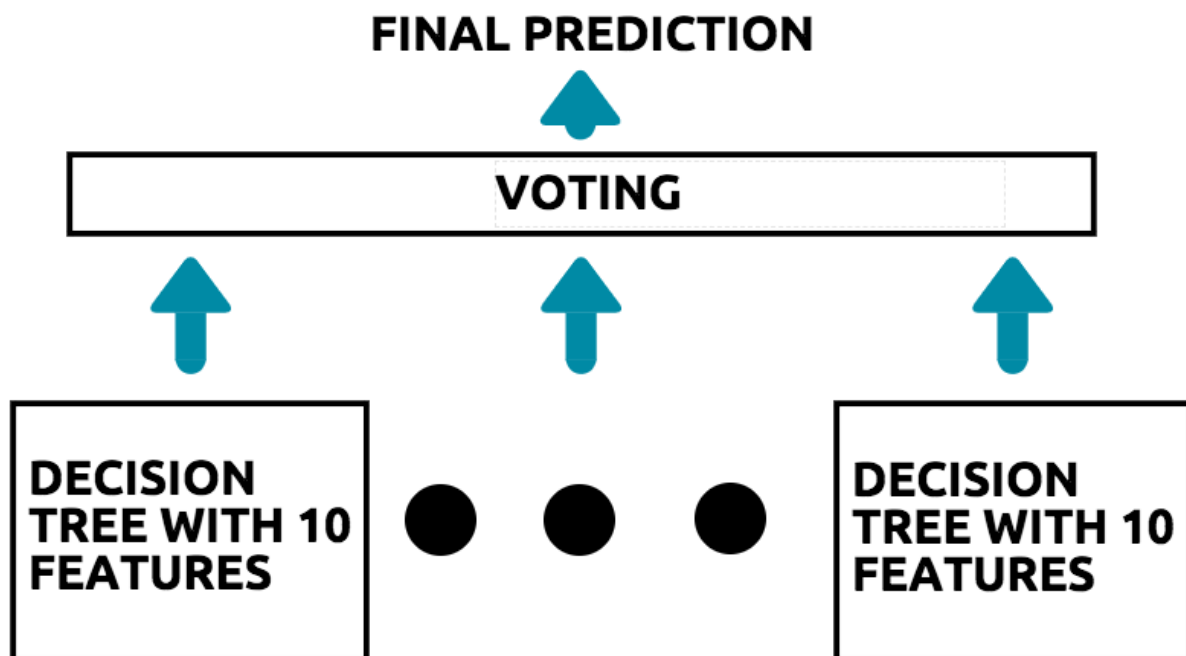 FINAL PREDICTION
VOTING
DECISION
TREE WITH 10
FEATURES
DECISION
TREE WITH 10
FEATURES